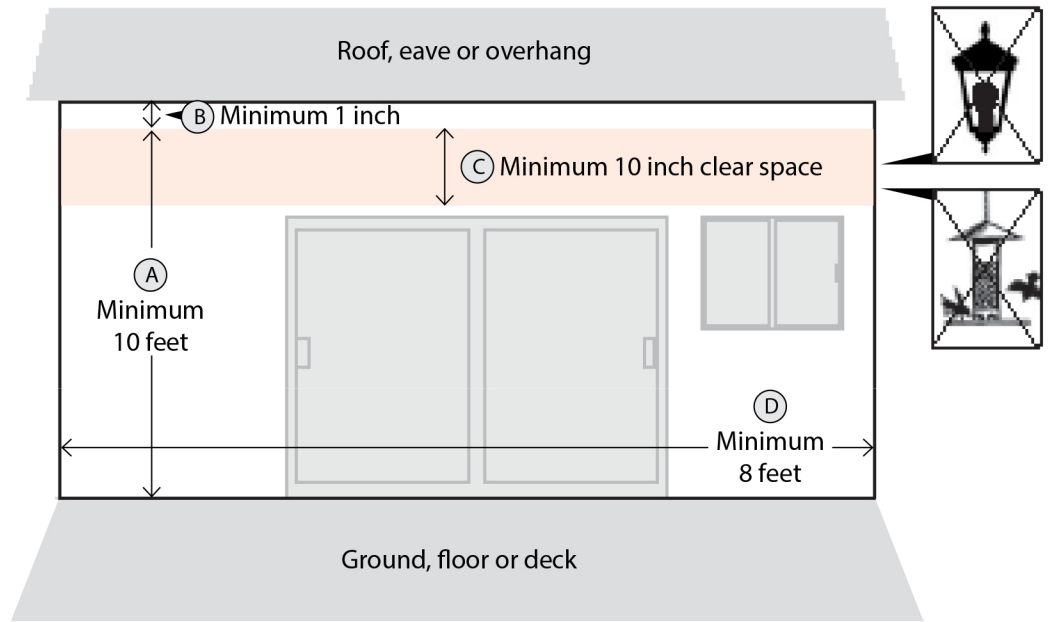 Roof, eave or overhang
B Minimum 1 inch
C Minimum 10 inch clear space
A
Minimum
10 feet
D
Minimum
8 feet
Ground, floor or deck